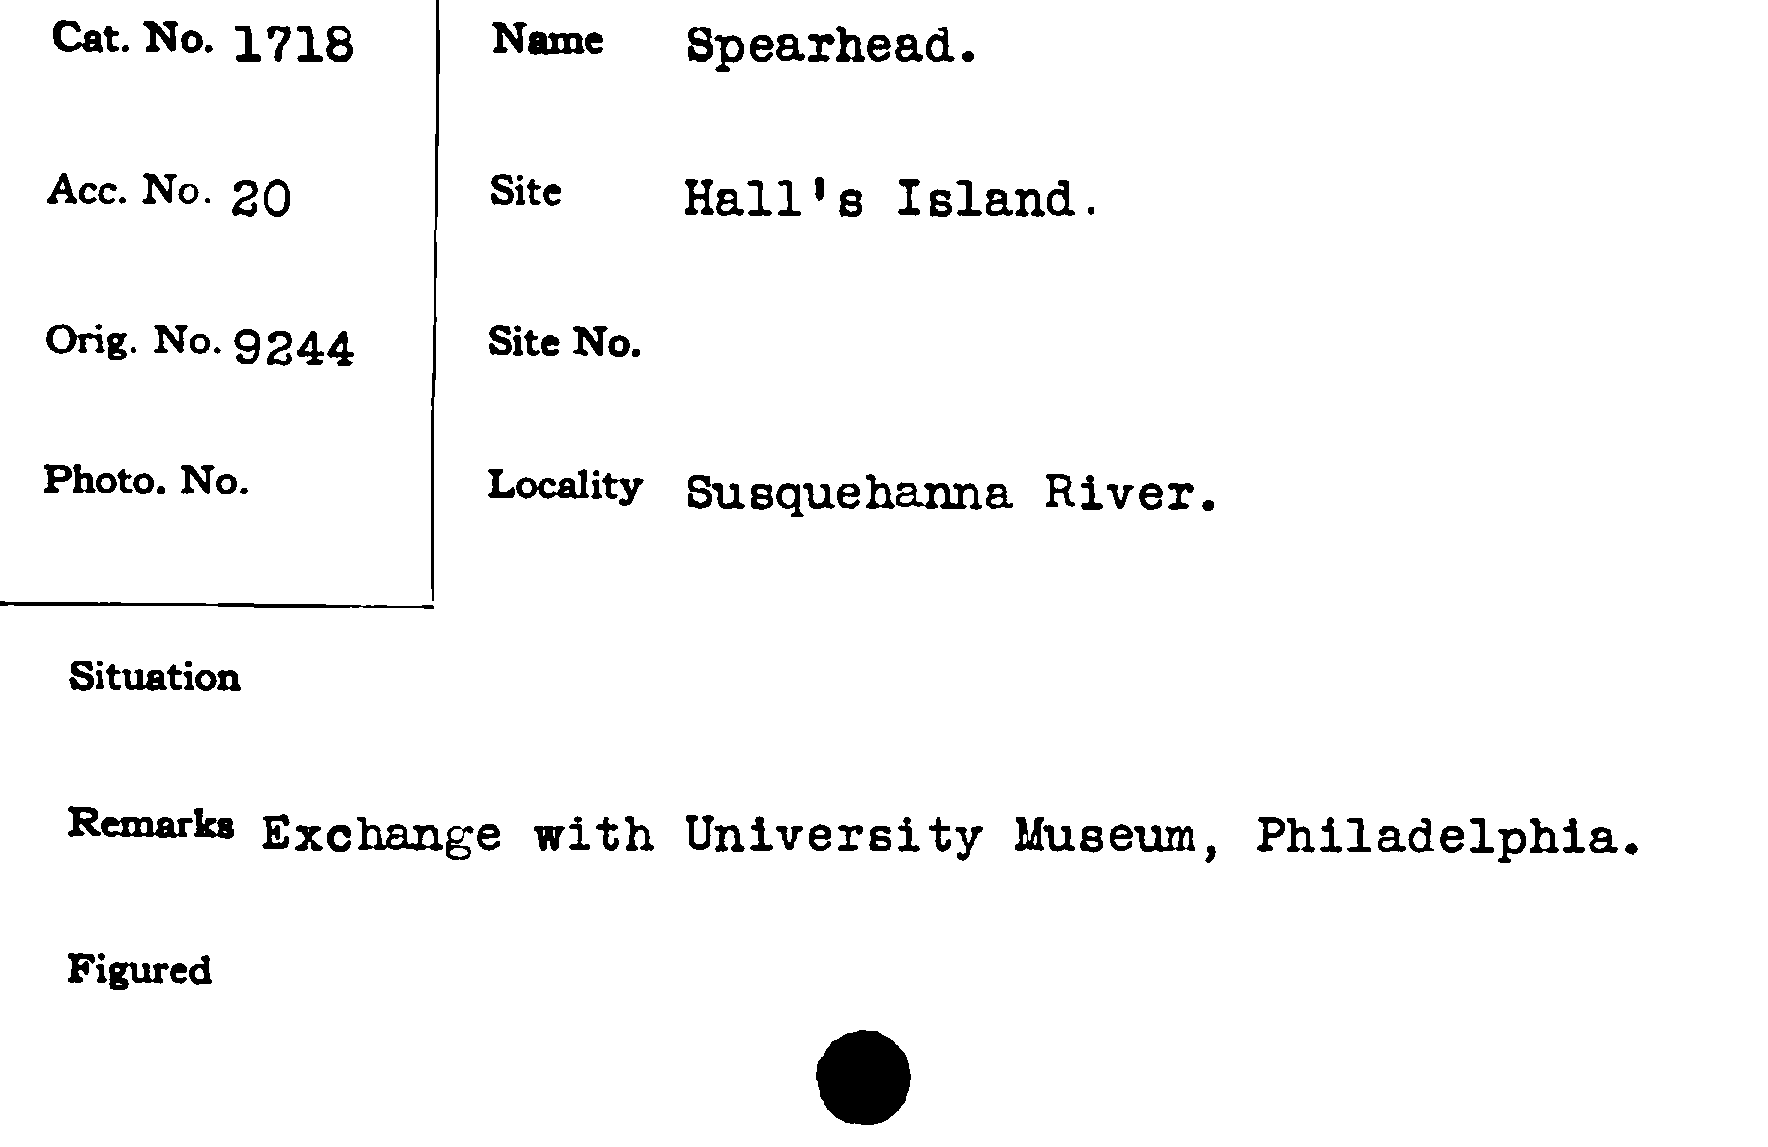 Cat. No. 1718
Acc. No. 20
Orig. No. 9244
Photo. No.
Name Spearhead.
Site Hall's Island.
Site No.
Locality Susquehanna River.
Situation
Remarks Exchange with University Museum, Philadelphia.
Figured